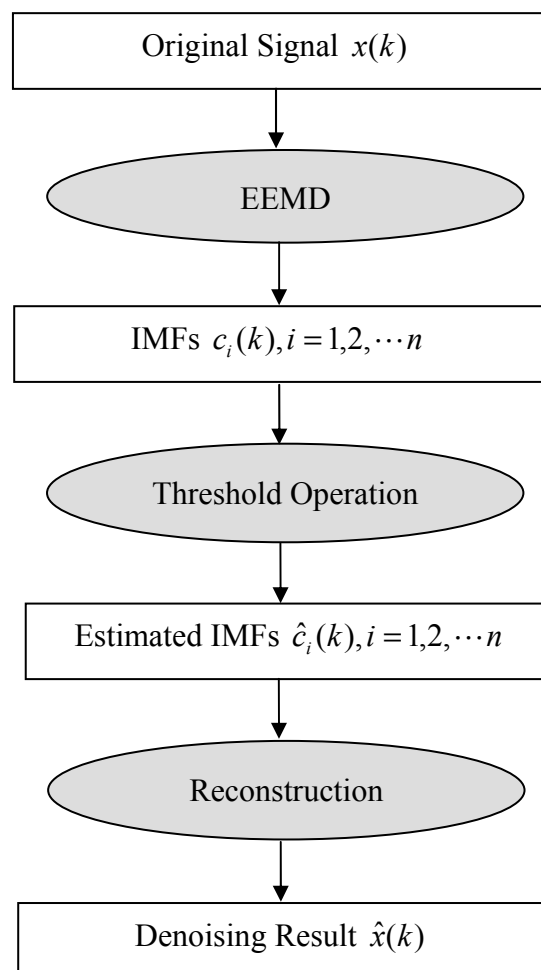 Original Signal x(k)
EEMD
IMFs c_i(k), i = 1,2, ⋯ n
Threshold Operation
Estimated IMFs ĉ_i(k), i = 1,2, ⋯ n
Reconstruction
Denoising Result x̂(k)